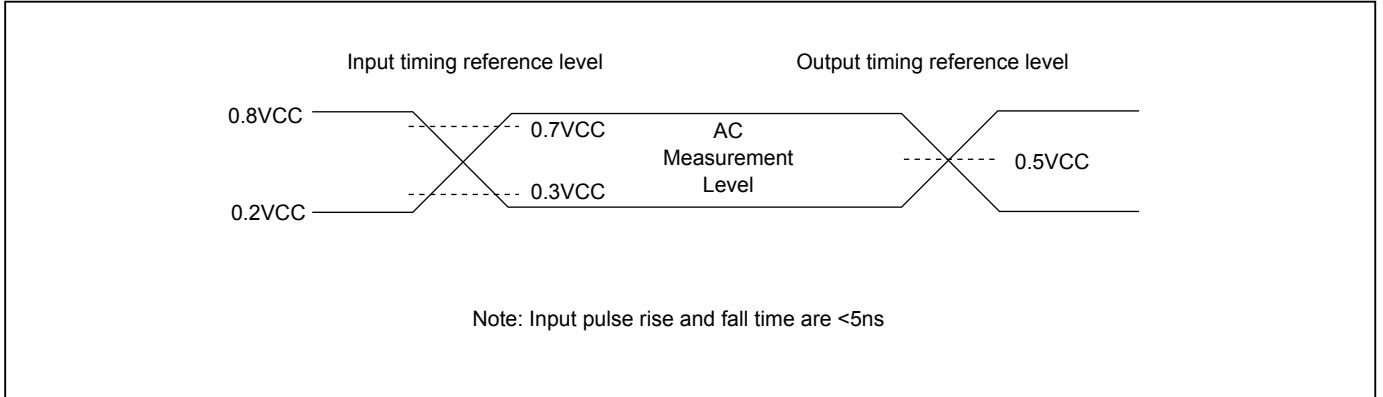 Input timing reference level
Output timing reference level
0.8VCC
0.7VCC
AC
Measurement
Level
0.5VCC
0.3VCC
0.2VCC
Note: Input pulse rise and fall time are <5ns